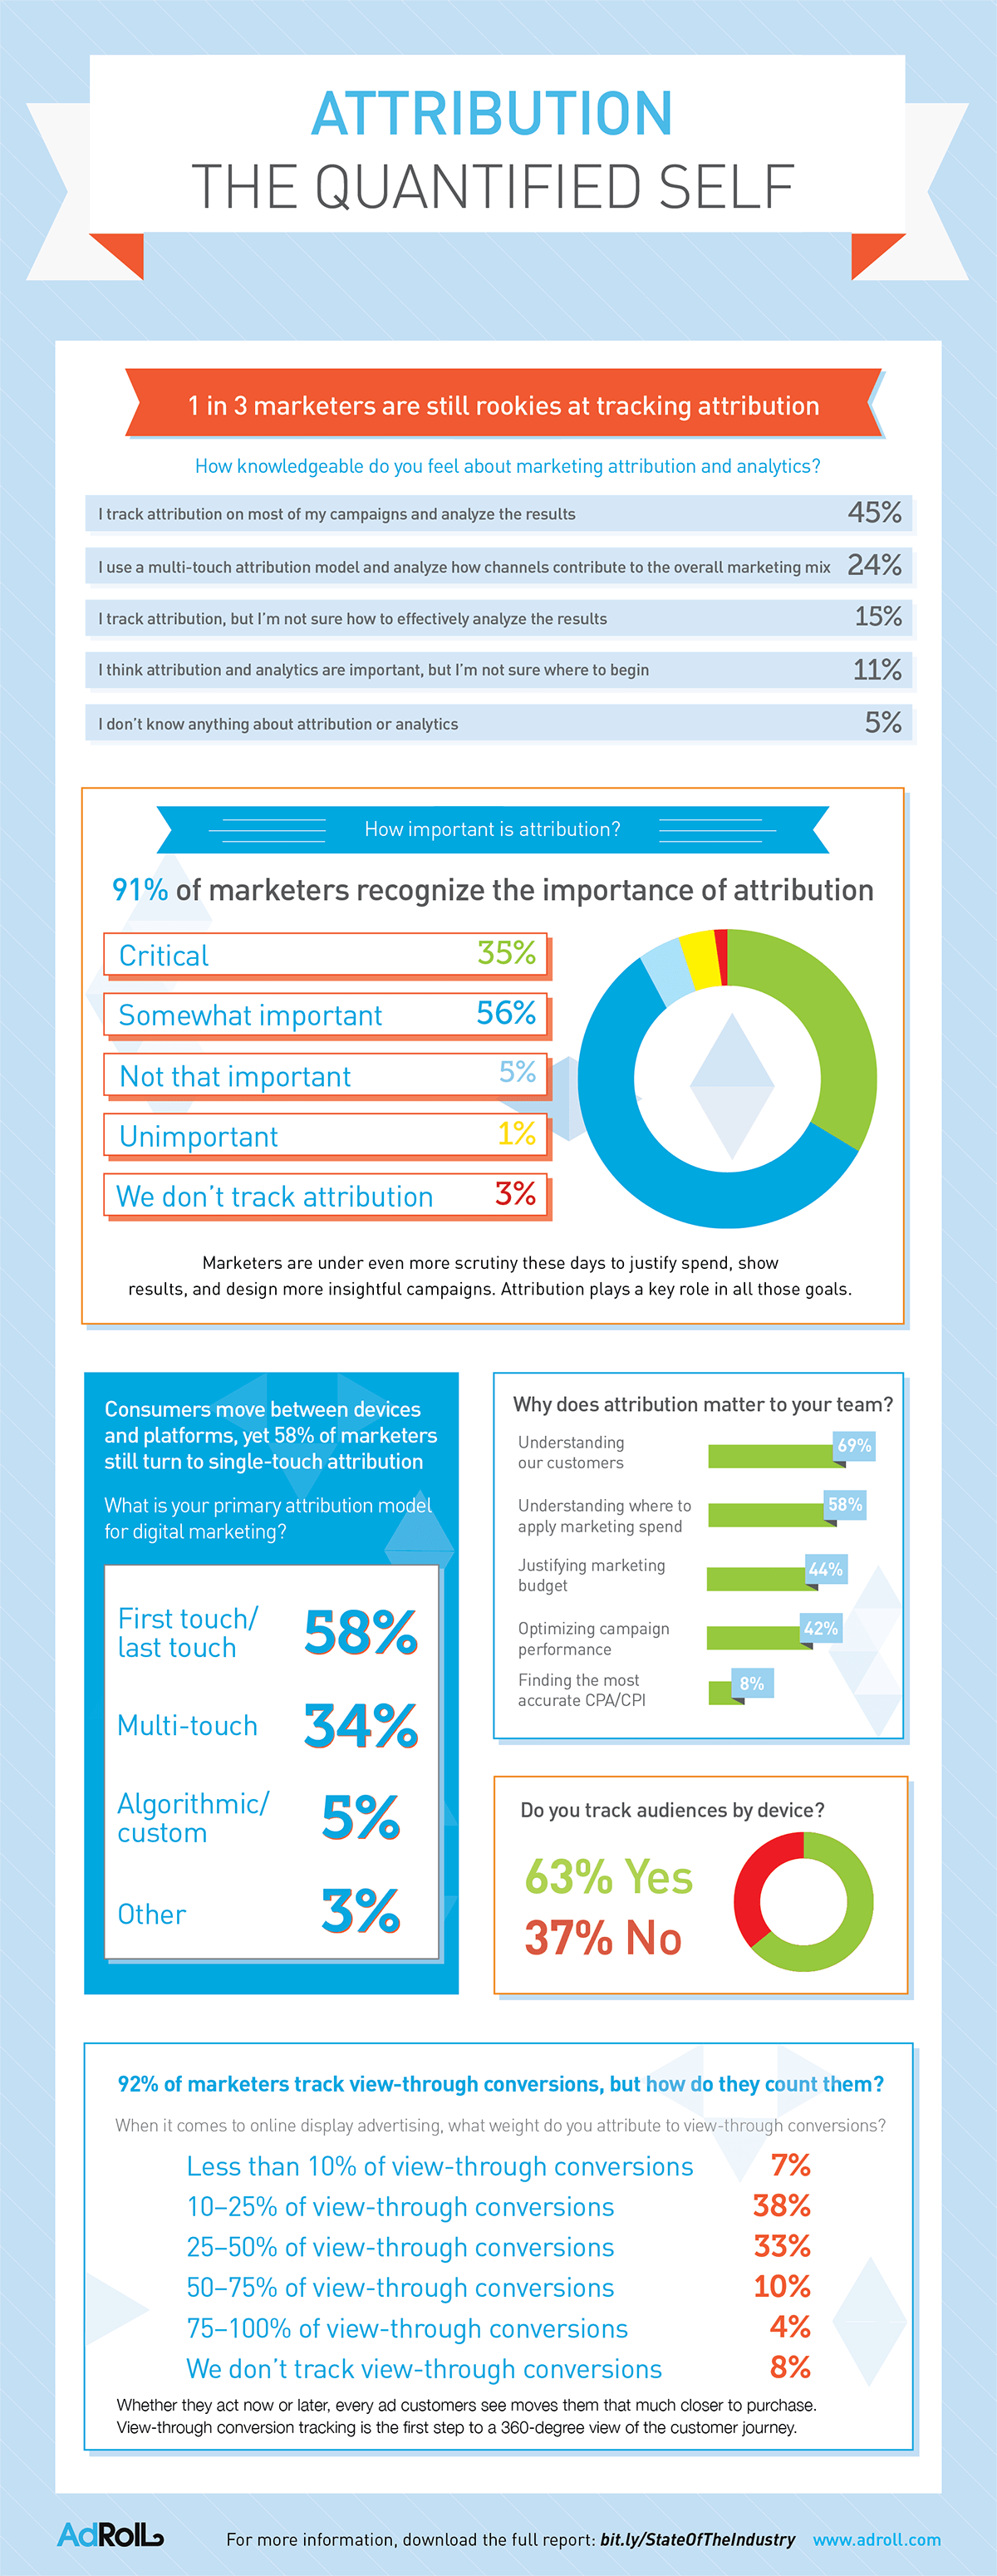 ATTRIBUTION
THE QUANTIFIED SELF
1 in 3 marketers are still rookies at tracking attribution
How knowledgeable do you feel about marketing attribution and analytics?
I track attribution on most of my campaigns and analyze the results 45%
I use a multi-touch attribution model and analyze how channels contribute to the overall marketing mix 24%
I track attribution, but I'm not sure how to effectively analyze the results 15%
I think attribution and analytics are important, but I'm not sure where to begin 11%
I don't know anything about attribution or analytics 5%
How important is attribution?
91% of marketers recognize the importance of attribution
Critical 35%
Somewhat important 56%
Not that important 5%
Unimportant 1%
We don't track attribution 3%
Marketers are under even more scrutiny these days to justify spend, show
results, and design more insightful campaigns. Attribution plays a key role in all those goals.
Consumers move between devices
and platforms, yet 58% of marketers
still turn to single-touch attribution
What is your primary attribution model
for digital marketing?
First touch/
last touch 58%
Multi-touch 34%
Algorithmic/
custom 5%
Other 3%
Why does attribution matter to your team?
Understanding
our customers 69%
Understanding where to
apply marketing spend 58%
Justifying marketing
budget 44%
Optimizing campaign
performance 42%
Finding the most
accurate CPA/CPI 8%
Do you track audiences by device?
63% Yes
37% No
92% of marketers track view-through conversions, but how do they count them?
When it comes to online display advertising, what weight do you attribute to view-through conversions?
Less than 10% of view-through conversions 7%
10–25% of view-through conversions 38%
25–50% of view-through conversions 33%
50–75% of view-through conversions 10%
75–100% of view-through conversions 4%
We don't track view-through conversions 8%
Whether they act now or later, every ad customers see moves them that much closer to purchase.
View-through conversion tracking is the first step to a 360-degree view of the customer journey.
AdRoll For more information, download the full report: bit.ly/StateOfTheIndustry www.adroll.com